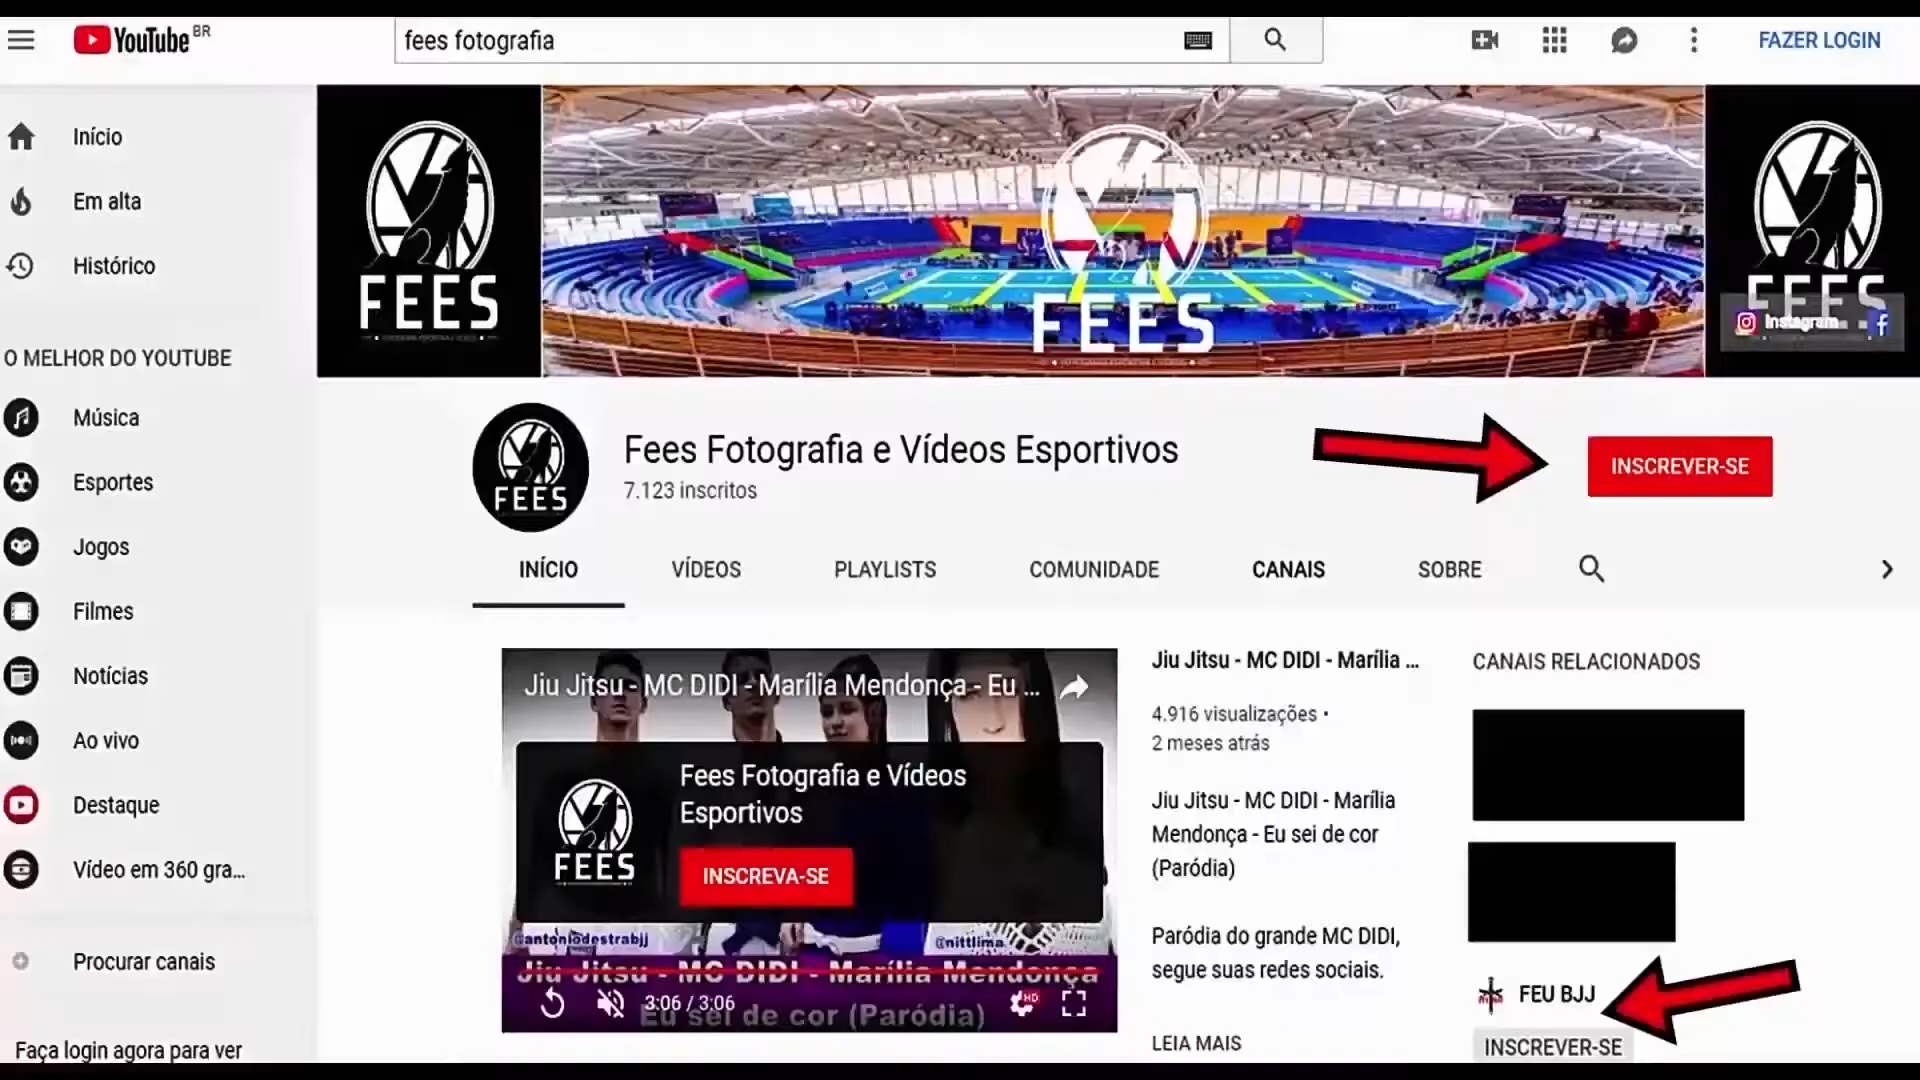 YouTube BR
fees fotografia
FAZER LOGIN
Início
Em alta
Histórico
O MELHOR DO YOUTUBE
Música
Esportes
Jogos
Filmes
Notícias
Ao vivo
Destaque
Vídeo em 360 gra...
Procurar canais
Faça login agora para ver
FEES
FEES
FEES
Instagram
FEES
Fees Fotografia e Vídeos Esportivos
7.123 inscritos
INSCREVER-SE
INÍCIO
VÍDEOS
PLAYLISTS
COMUNIDADE
CANAIS
SOBRE
Jiu Jitsu - MC DIDI - Marília Mendonça - Eu ...
FEES
Fees Fotografia e Vídeos
Esportivos
INSCREVA-SE
@antoniodestrabjj
@nittlima
Jiu Jitsu - MC DIDI - Marília Mendonça
Eu sei de cor (Paródia)
3:06 / 3:06
HD
Jiu Jitsu - MC DIDI - Marília ...
4.916 visualizações •
2 meses atrás
Jiu Jitsu - MC DIDI - Marília
Mendonça - Eu sei de cor
(Paródia)
Paródia do grande MC DIDI,
segue suas redes sociais.
LEIA MAIS
CANAIS RELACIONADOS
FEU BJJ
INSCREVER-SE